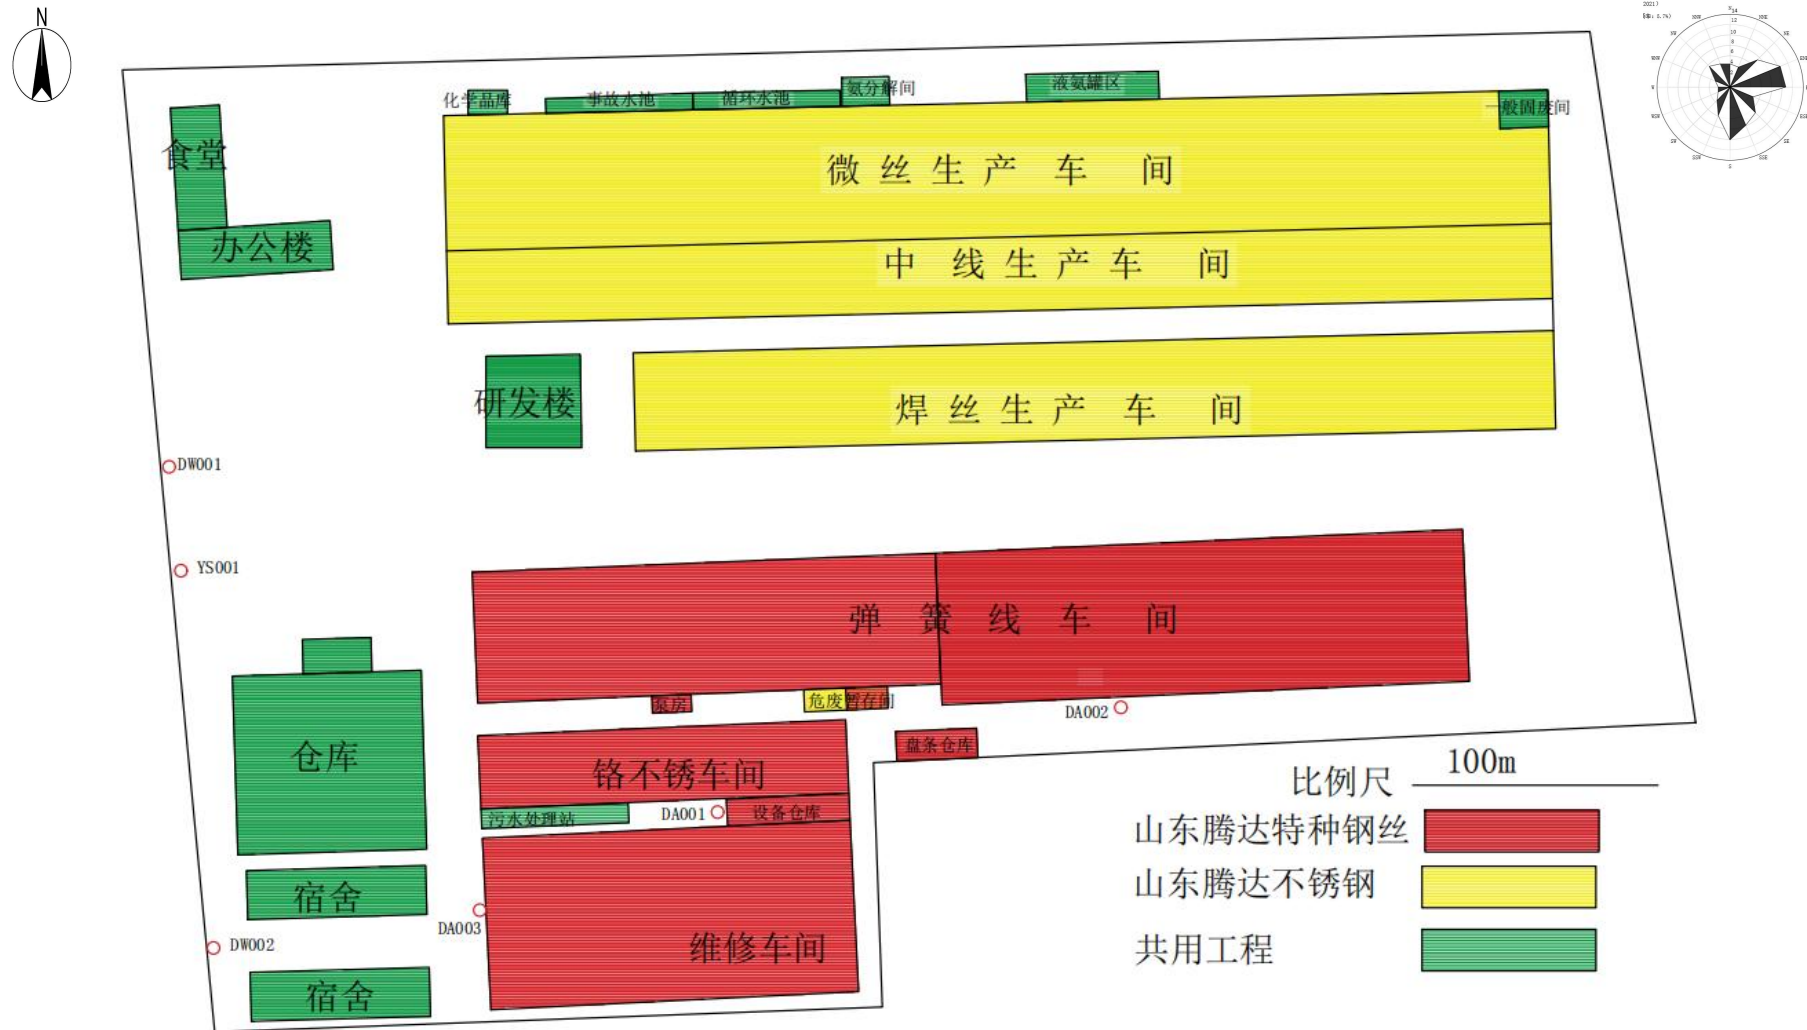 N
2021)
化学品库
事故水池
循环水池
氨分解间
液氨罐区
一般固废间
食堂
微丝生产车间
办公楼
中线生产车间
研发楼
焊丝生产车间
DW001
YS001
弹簧线车间
泵房
危废暂存间
DA002
盘条仓库
仓库
铬不锈车间
比例尺
100m
污水处理站
DA001
设备仓库
山东腾达特种钢丝
山东腾达不锈钢
宿舍
DA003
DW002
维修车间
共用工程
宿舍